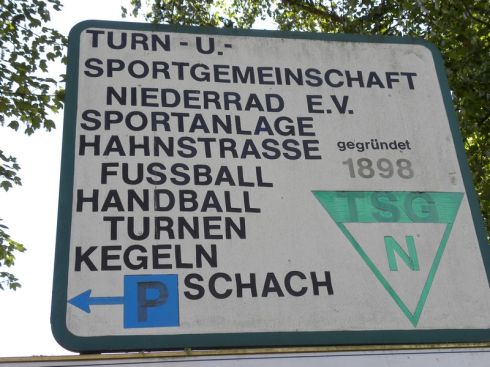 TURN - U.-
SPORTGEMEINSCHAFT
NIEDERRAD E.V.
SPORTANLAGE
HAHNSTRASSE
FUSSBALL
HANDBALL
TURNEN
KEGELN
P SCHACH
gegründet
1898
TSG
N